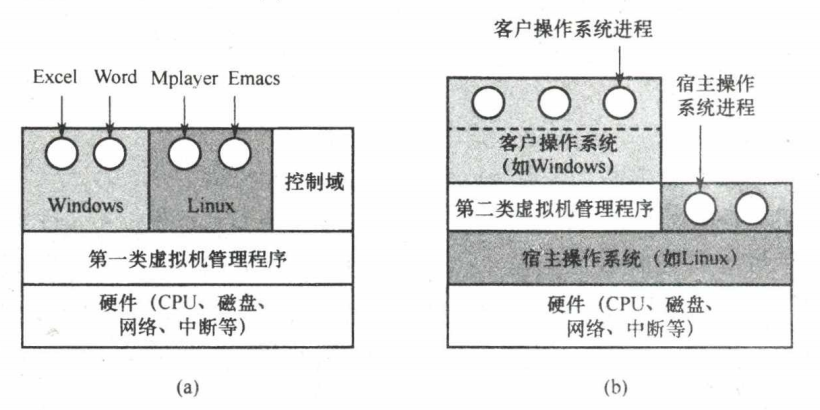 Excel Word Mplayer Emacs
Windows
Linux
控制域
第一类虚拟机管理程序
硬件（CPU、磁盘、
网络、中断等）
(a)
客户操作系统进程
宿主操作
系统进程
客户操作系统
（如Windows）
第二类虚拟机管理程序
宿主操作系统（如Linux）
硬件（CPU、磁盘、
网络、中断等）
(b)